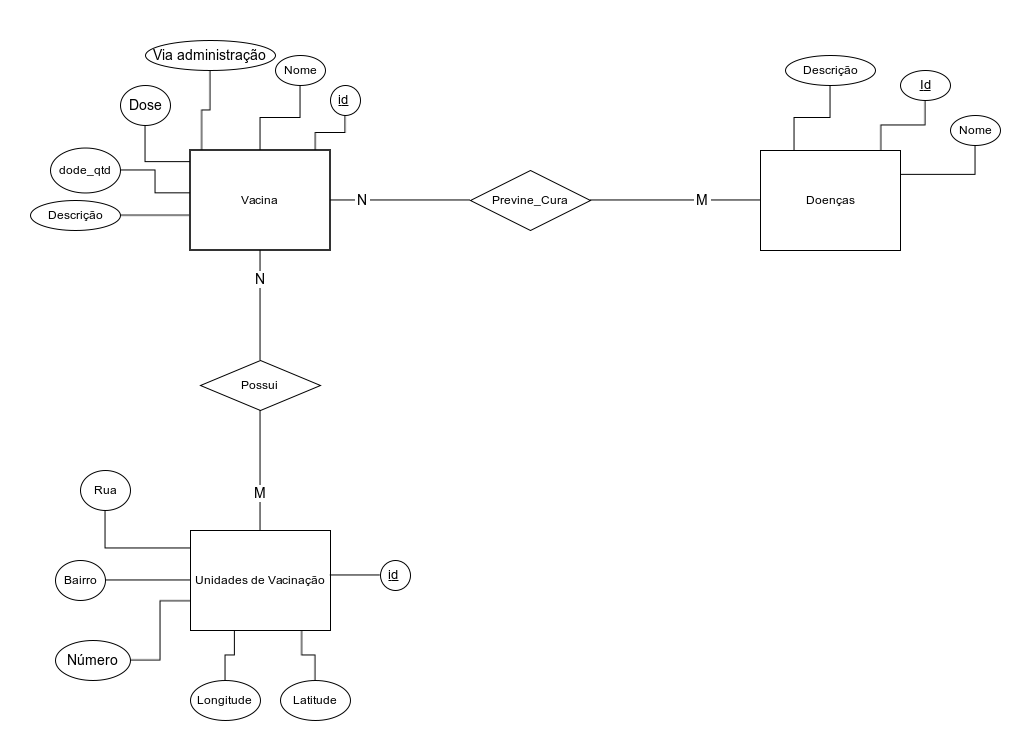 Via administração
Nome
id
Dose
dode_qtd
Descrição
Vacina
N
Previne_Cura
M
Descrição
Id
Nome
Doenças
N
Possui
M
Rua
Bairro
Número
Unidades de Vacinação
id
Longitude
Latitude